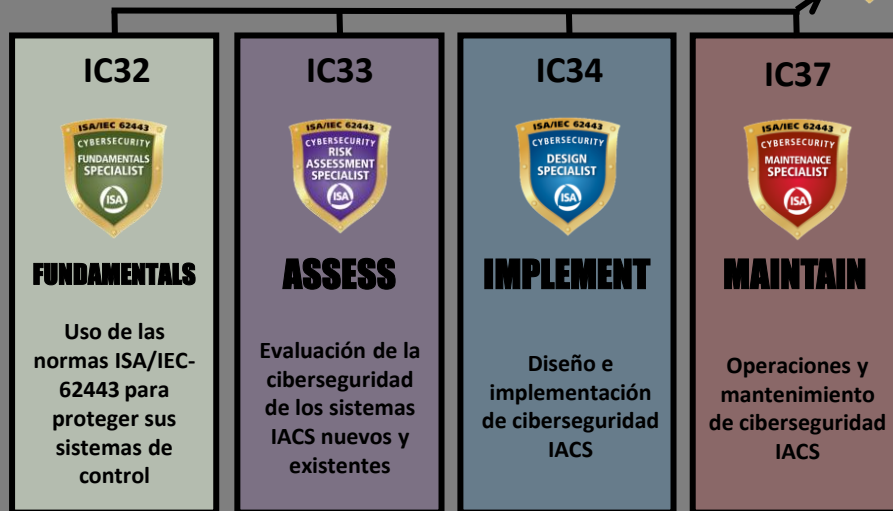 IC32
ISA/IEC 62443
CYBERSECURITY
FUNDAMENTALS
SPECIALIST
ISA
FUNDAMENTALS
Uso de las
normas ISA/IEC-
62443 para
proteger sus
sistemas de
control
IC33
ISA/IEC 62443
CYBERSECURITY
RISK
ASSESSMENT
SPECIALIST
ISA
ASSESS
Evaluación de la
ciberseguridad
de los sistemas
IACS nuevos y
existentes
IC34
ISA/IEC 62443
CYBERSECURITY
DESIGN
SPECIALIST
ISA
IMPLEMENT
Diseño e
implementación
de ciberseguridad
IACS
IC37
ISA/IEC 62443
CYBERSECURITY
MAINTENANCE
SPECIALIST
ISA
MAINTAIN
Operaciones y
mantenimiento
de ciberseguridad
IACS